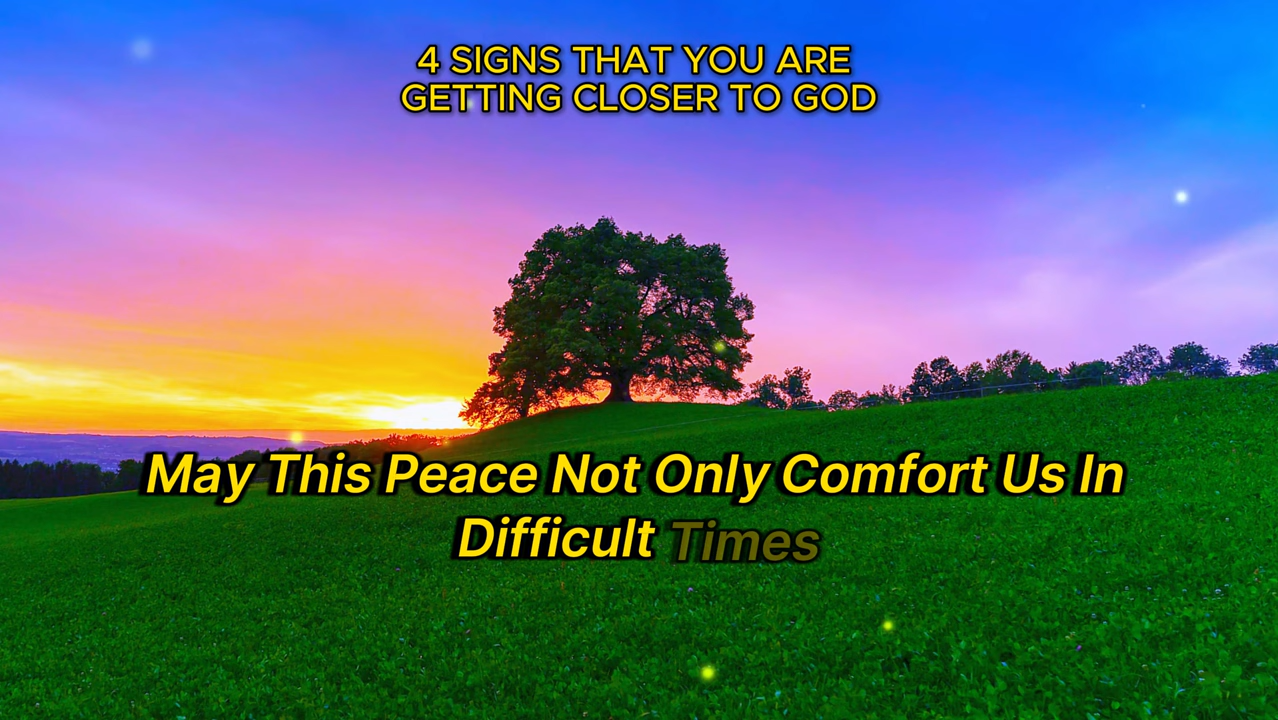 4 SIGNS THAT YOU ARE
GETTING CLOSER TO GOD
May This Peace Not Only Comfort Us In
Difficult Times